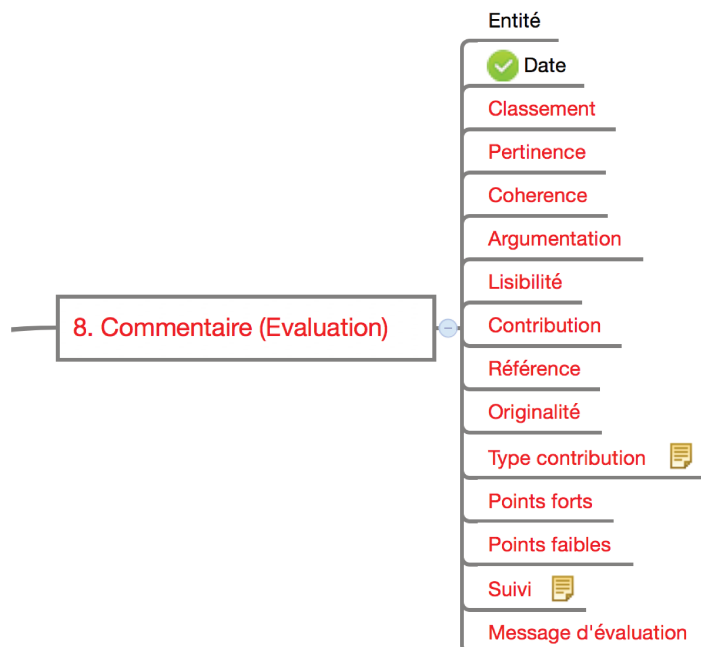 Entité
Date
Classement
Pertinence
Coherence
Argumentation
Lisibilité
8. Commentaire (Evaluation)
Contribution
Référence
Originalité
Type contribution
Points forts
Points faibles
Suivi
Message d'évaluation